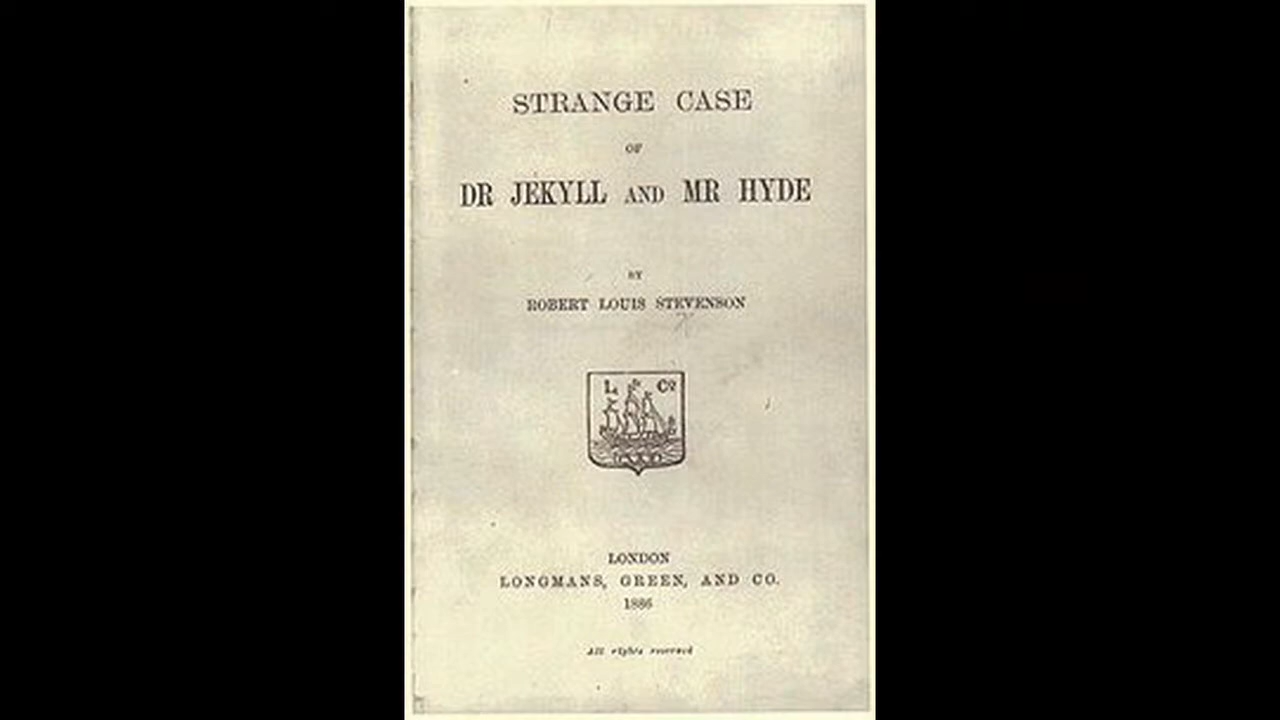 STRANGE CASE
OF
DR JEKYLL AND MR HYDE
BY
ROBERT LOUIS STEVENSON
L Co
LONDON
LONGMANS, GREEN, AND CO.
1886
All rights reserved